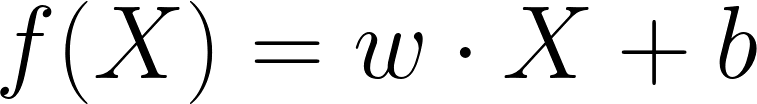 f(X) = w · X + b